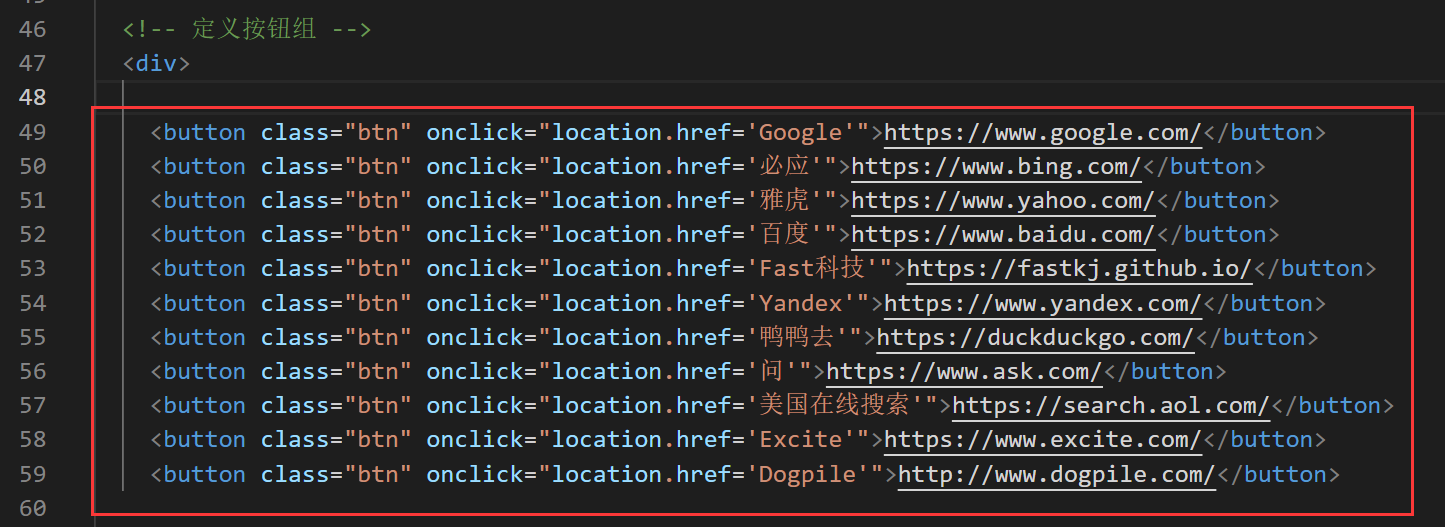 46 <!-- 定义按钮组 -->
47 <div>
48
49 <button class="btn" onclick="location.href='Google'">https://www.google.com/</button>
50 <button class="btn" onclick="location.href='必应'">https://www.bing.com/</button>
51 <button class="btn" onclick="location.href='雅虎'">https://www.yahoo.com/</button>
52 <button class="btn" onclick="location.href='百度'">https://www.baidu.com/</button>
53 <button class="btn" onclick="location.href='Fast科技'">https://fastkj.github.io/</button>
54 <button class="btn" onclick="location.href='Yandex'">https://www.yandex.com/</button>
55 <button class="btn" onclick="location.href='鸭鸭去'">https://duckduckgo.com/</button>
56 <button class="btn" onclick="location.href='问'">https://www.ask.com/</button>
57 <button class="btn" onclick="location.href='美国在线搜索'">https://search.aol.com/</button>
58 <button class="btn" onclick="location.href='Excite'">https://www.excite.com/</button>
59 <button class="btn" onclick="location.href='Dogpile'">http://www.dogpile.com/</button>
60